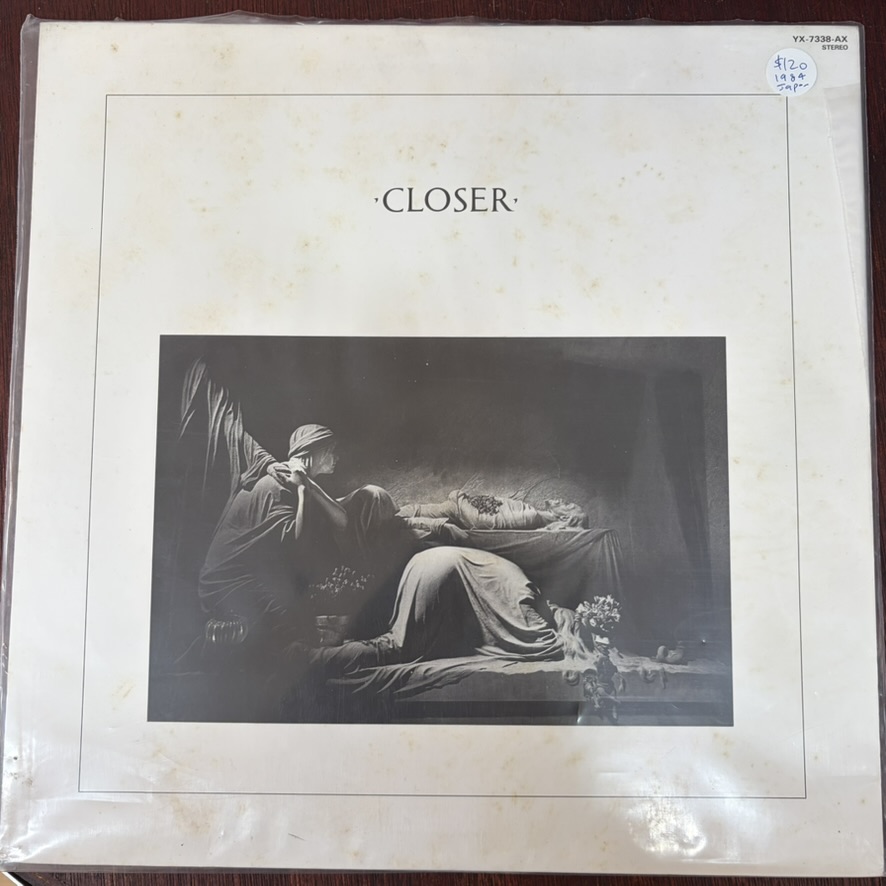 YX-7338-AX
STEREO
$120
1984
Japan
'CLOSER'